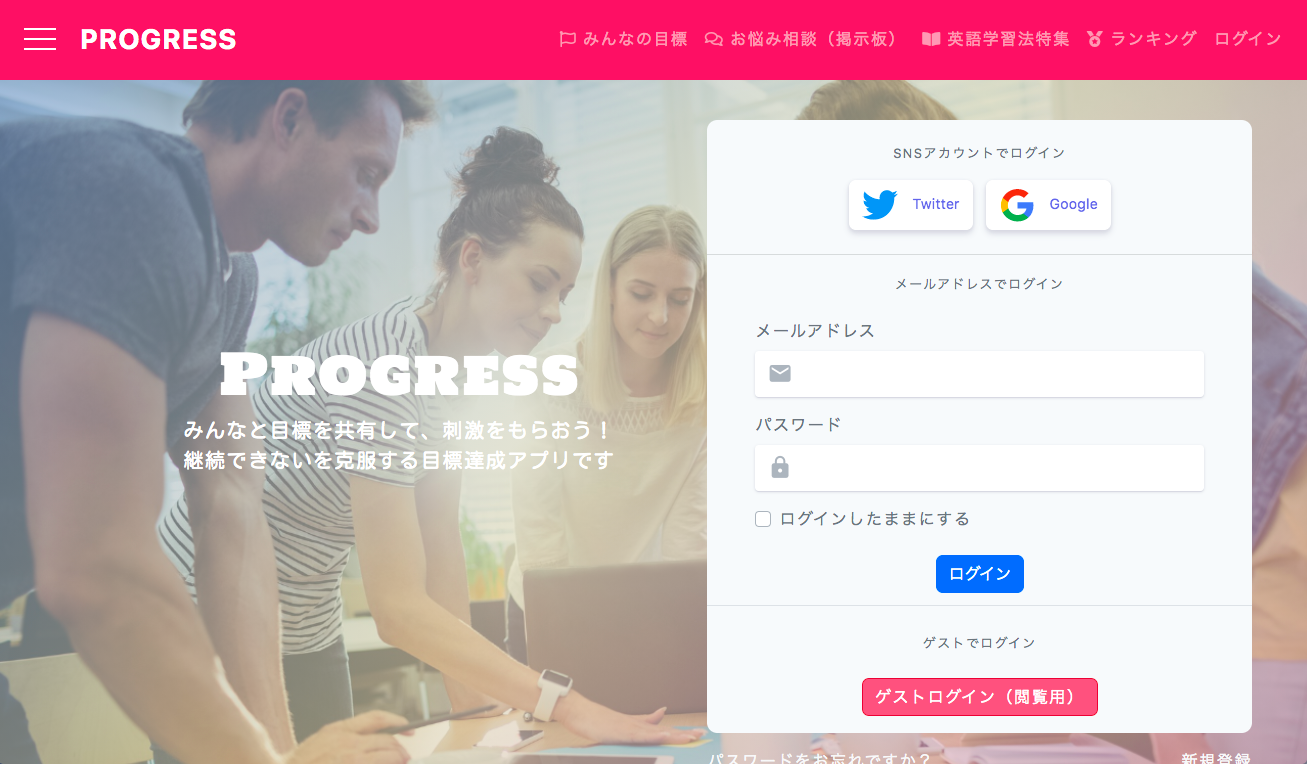 PROGRESS
みんなの目標 お悩み相談（掲示板） 英語学習法特集 ランキング ログイン
SNSアカウントでログイン
Twitter Google
メールアドレスでログイン
メールアドレス
Progress
みんなと目標を共有して、刺激をもらおう！
継続できないを克服する目標達成アプリです
パスワード
ログインしたままにする
ログイン
ゲストでログイン
ゲストログイン（閲覧用）
パスワードをお忘れですか？ 新規登録